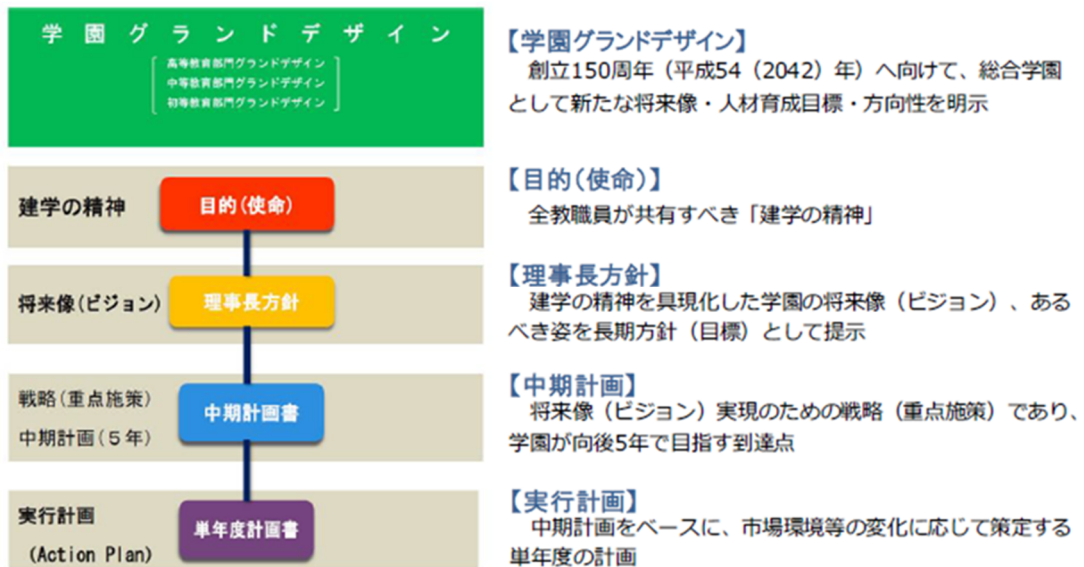 学園グランドデザイン
高等教育部門グランドデザイン
中等教育部門グランドデザイン
初等教育部門グランドデザイン
【学園グランドデザイン】
創立150周年（平成54（2042）年）へ向けて、総合学園
として新たな将来像・人材育成目標・方向性を明示
建学の精神
目的(使命)
【目的(使命)】
全教職員が共有すべき「建学の精神」
将来像(ビジョン)
理事長方針
【理事長方針】
建学の精神を具現化した学園の将来像（ビジョン）、ある
べき姿を長期方針（目標）として提示
戦略(重点施策)
中期計画(５年)
中期計画書
【中期計画】
将来像（ビジョン）実現のための戦略（重点施策）であり、
学園が向後5年で目指す到達点
実行計画
(Action Plan)
単年度計画書
【実行計画】
中期計画をベースに、市場環境等の変化に応じて策定する
単年度の計画